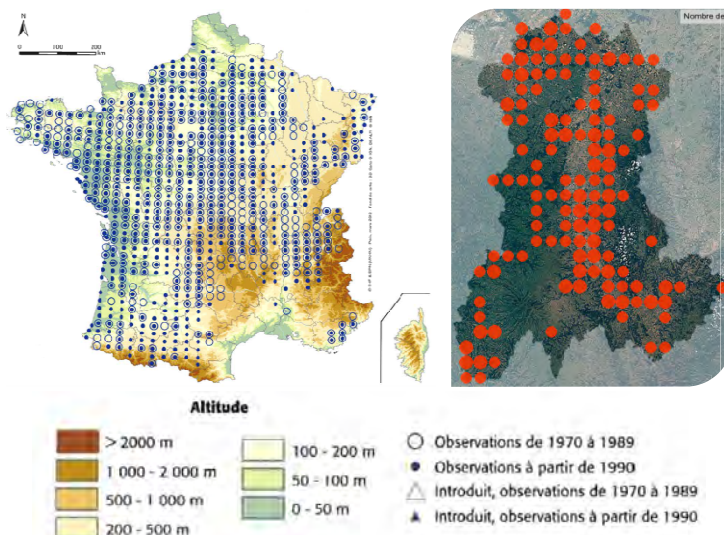 N
0 100 200
km
Nombre de
Altitude
> 2000 m
1 000 - 2 000 m
500 - 1 000 m
200 - 500 m
100 - 200 m
50 - 100 m
0 - 50 m
Observations de 1970 à 1989
Observations à partir de 1990
Introduit, observations de 1970 à 1989
Introduit, observations à partir de 1990